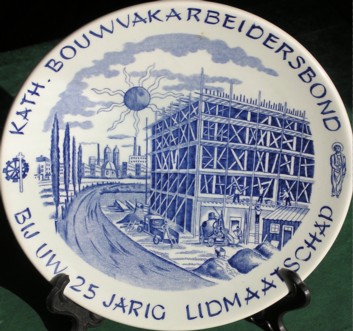 KATH. BOUWVAKARBEIDERSBOND
BIJ UW 25 JARIG LIDMAATSCHAP